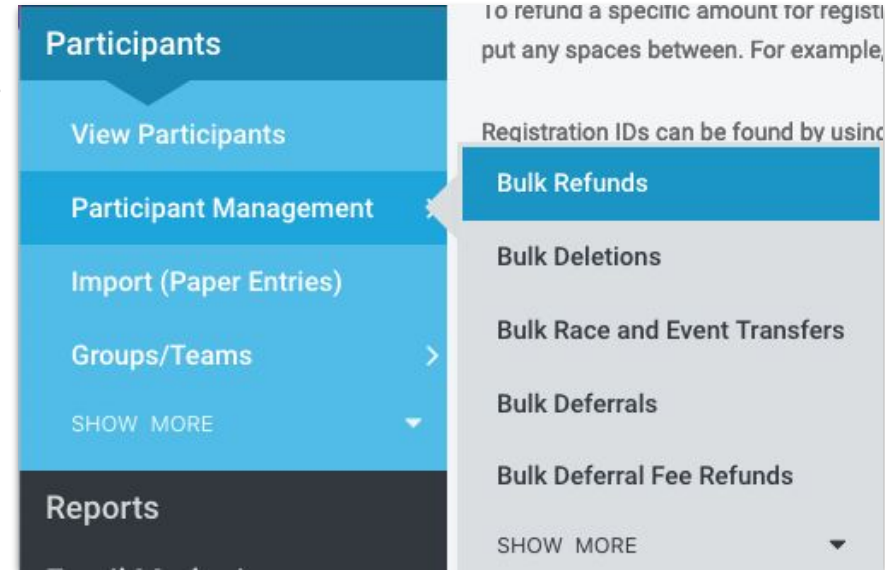 To refund a specific amount for
put any spaces between. For example,
Participants
View Participants
Registration IDs can be found by using
Participant Management
Bulk Refunds
Bulk Deletions
Import (Paper Entries)
Bulk Race and Event Transfers
Groups/Teams
Bulk Deferrals
SHOW MORE
Bulk Deferral Fee Refunds
Reports
SHOW MORE